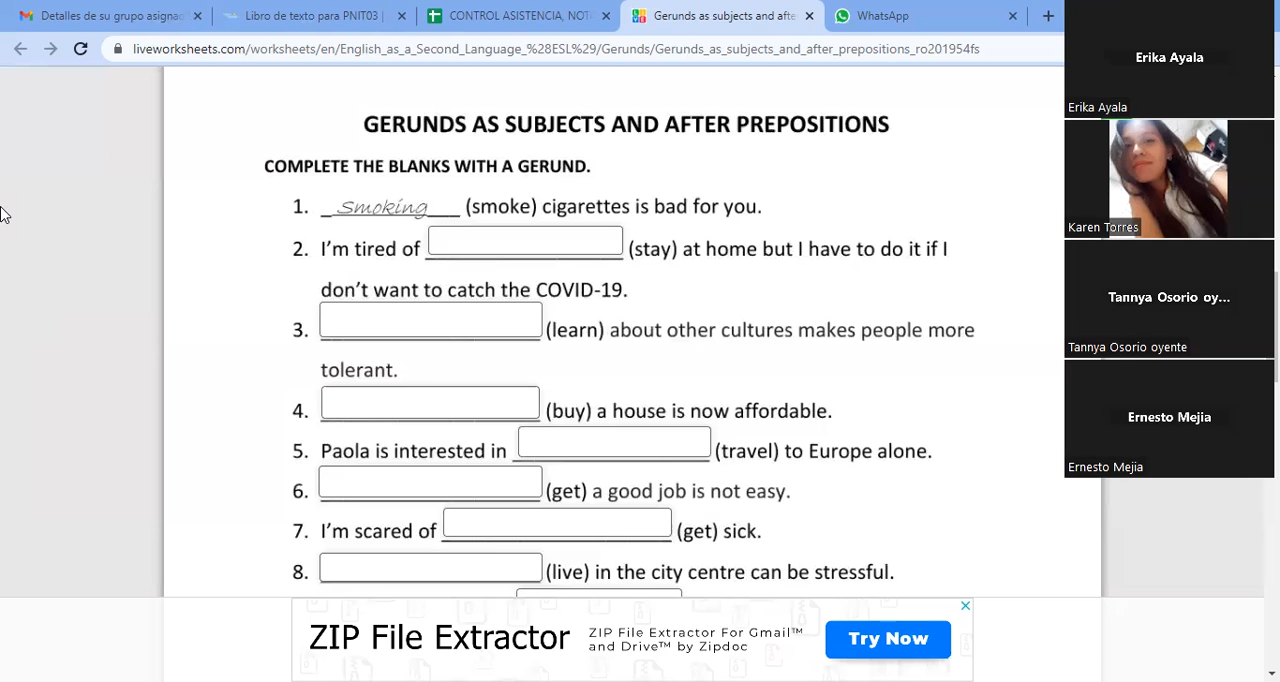 Detalles de su grupo asignad
Libro de texto para PNIT03 |
CONTROL ASISTENCIA, NOT
Gerunds as subjects and afte
WhatsApp
liveworksheets.com/worksheets/en/English_as_a_Second_Language_%28ESL%29/Gerunds/Gerunds_as_subjects_and_after_prepositions_ro201954fs
GERUNDS AS SUBJECTS AND AFTER PREPOSITIONS
COMPLETE THE BLANKS WITH A GERUND.
1. _Smoking___ (smoke) cigarettes is bad for you.
2. I'm tired of (stay) at home but I have to do it if I
don't want to catch the COVID-19.
3. (learn) about other cultures makes people more
tolerant.
4. (buy) a house is now affordable.
5. Paola is interested in (travel) to Europe alone.
6. (get) a good job is not easy.
7. I'm scared of (get) sick.
8. (live) in the city centre can be stressful.
ZIP File Extractor
ZIP File Extractor For Gmail™
and Drive™ by Zipdoc
Try Now
Erika Ayala
Erika Ayala
Karen Torres
Tannya Osorio oy...
Tannya Osorio oyente
Ernesto Mejia
Ernesto Mejia